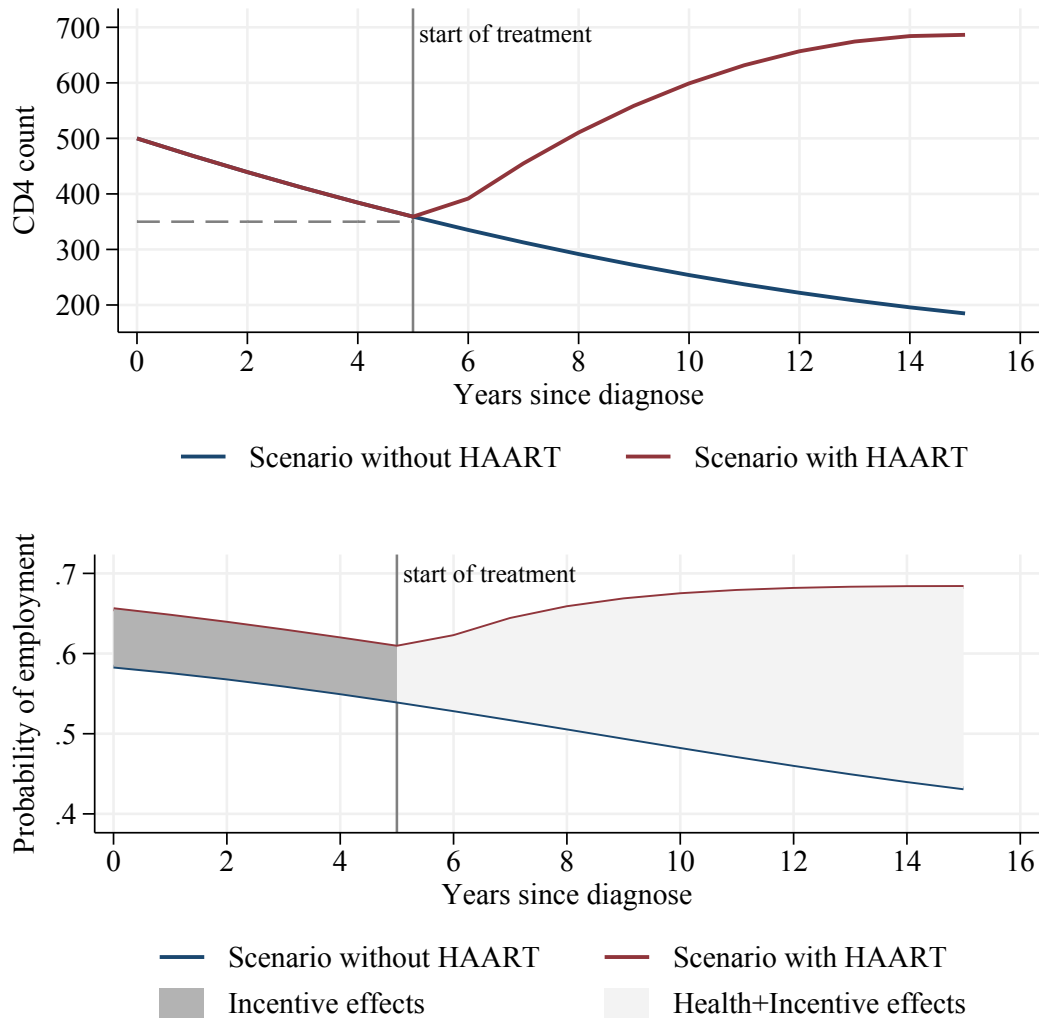 700
600
500
400
300
200
CD4 count
start of treatment
0 2 4 6 8 10 12 14 16
Years since diagnose
Scenario without HAART Scenario with HAART
.7
.6
.5
.4
Probability of employment
start of treatment
0 2 4 6 8 10 12 14 16
Years since diagnose
Scenario without HAART Scenario with HAART
Incentive effects Health+Incentive effects